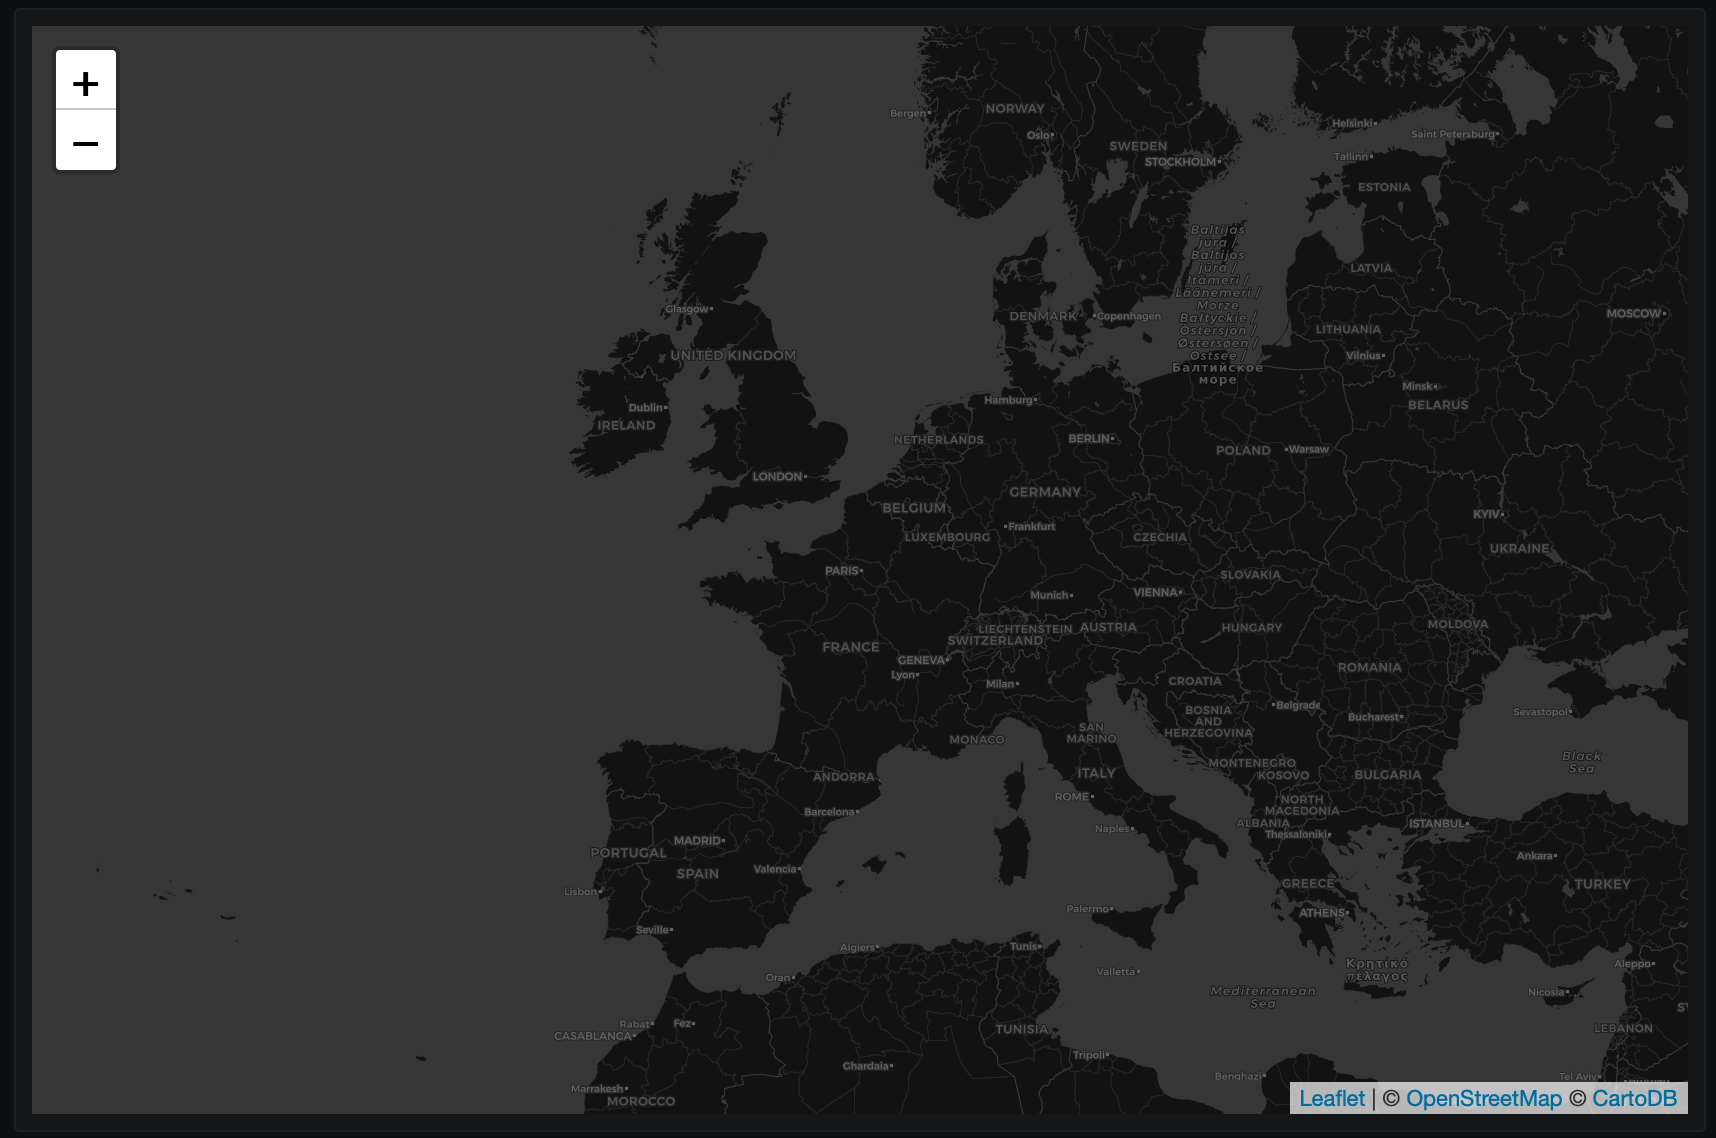 +
−
Bergen
NORWAY
Oslo
SWEDEN
STOCKHOLM
Helsinki
Saint Petersburg
Tallinn
ESTONIA
Baltijas
jūra /
Baltijos
jūra /
Itämeri /
Läänemeri /
Morze
Bałtyckie /
Östersjön /
Østersøen /
Ostsee /
Балтийское
море
LATVIA
Glasgow
DENMARK
Copenhagen
MOSCOW
LITHUANIA
UNITED KINGDOM
Vilnius
Minsk
BELARUS
Dublin
IRELAND
Hamburg
NETHERLANDS
BERLIN
POLAND
Warsaw
LONDON
GERMANY
BELGIUM
KYIV
Frankfurt
LUXEMBOURG
CZECHIA
UKRAINE
PARIS
SLOVAKIA
Munich
VIENNA
LIECHTENSTEIN
AUSTRIA
HUNGARY
MOLDOVA
SWITZERLAND
FRANCE
GENEVA
Lyon
ROMANIA
Milan
CROATIA
BOSNIA
AND
HERZEGOVINA
Belgrade
Bucharest
Sevastopol
SAN
MARINO
MONACO
Black
Sea
MONTENEGRO
KOSOVO
BULGARIA
ANDORRA
ITALY
ROME
Barcelona
NORTH
MACEDONIA
ALBANIA
Thessaloniki
ISTANBUL
Naples
MADRID
PORTUGAL
SPAIN
Valencia
Ankara
TURKEY
GREECE
Lisbon
Palermo
ATHENS
Seville
Algiers
Tunis
Κρητικό
πέλαγος
Aleppo
Valletta
Oran
Mediterranean
Sea
Nicosia
Rabat
Fez
CASABLANCA
TUNISIA
LEBANON
Tripoli
Ghardaia
Benghazi
Tel Aviv
Marrakesh
MOROCCO
Leaflet | © OpenStreetMap © CartoDB